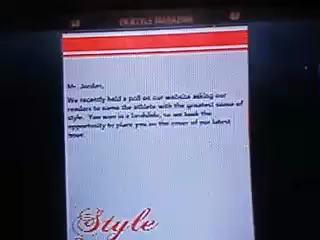 Mr. Jordan,
We recently held a poll on our website asking our
readers to name the athlete with the greatest sense of
style. You won in a landslide, so we took the
opportunity to place you on the cover of our latest
issue.
Style